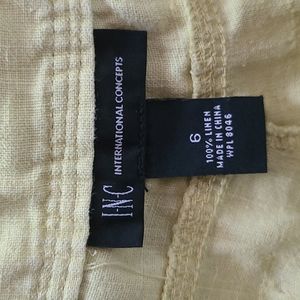 I·N·C
INTERNATIONAL CONCEPTS
6
100% LINEN
MADE IN CHINA
WPL 8046